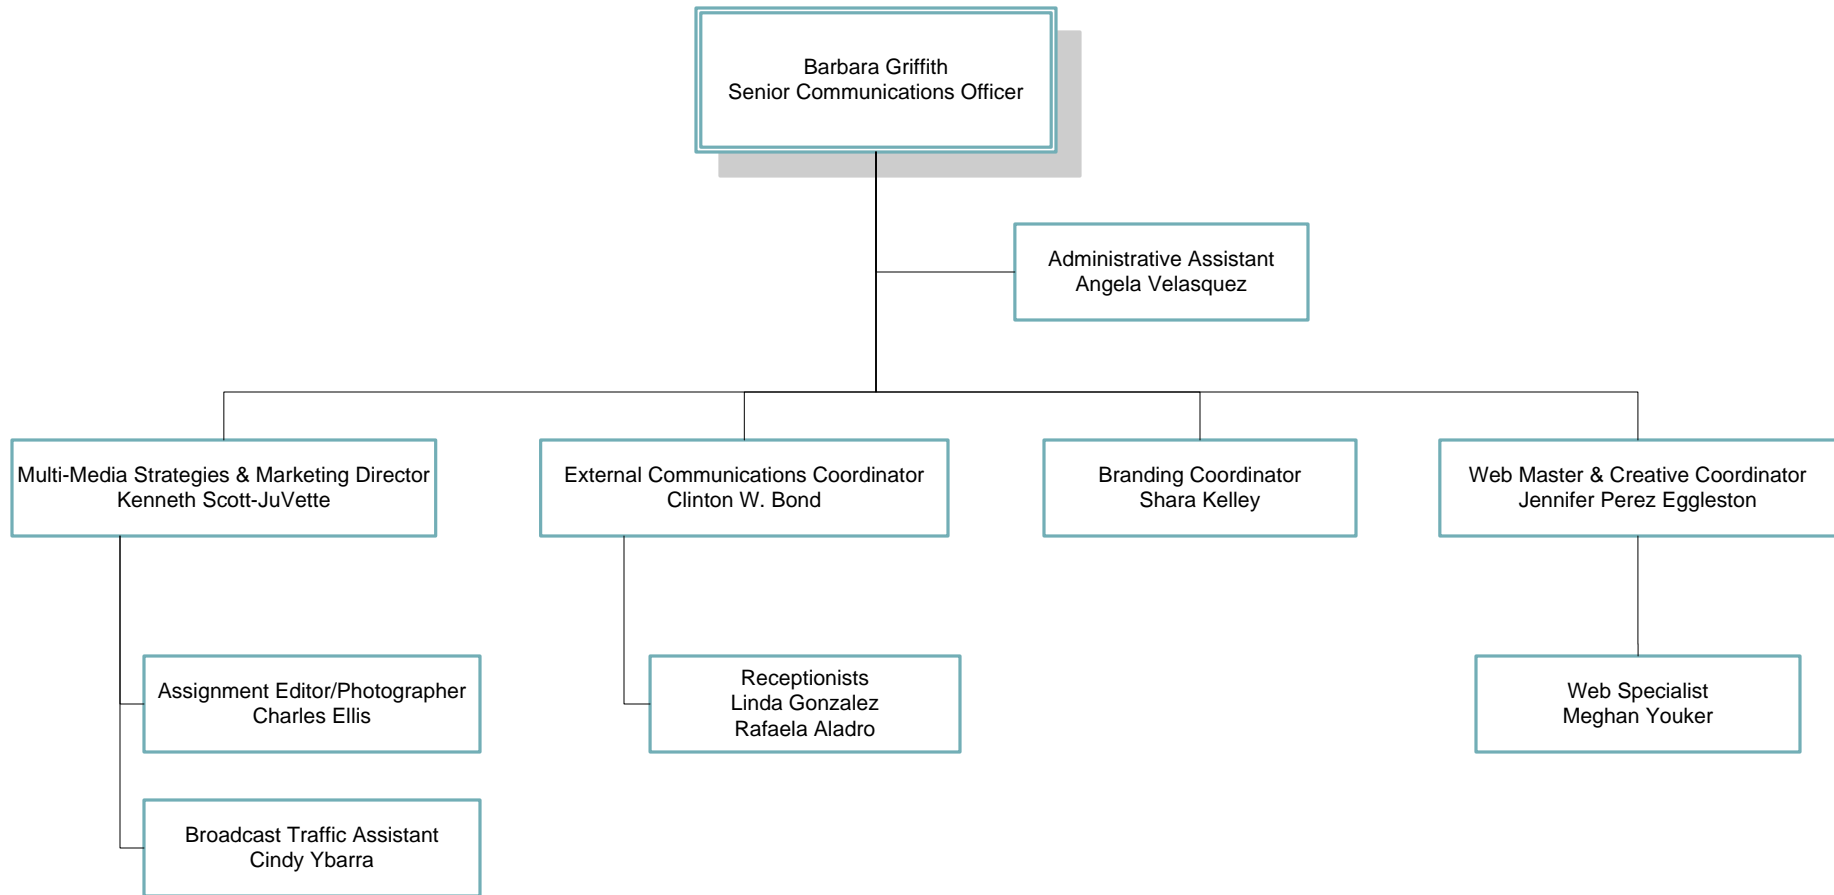 Barbara Griffith
Senior Communications Officer
Administrative Assistant
Angela Velasquez
Multi-Media Strategies & Marketing Director
Kenneth Scott-JuVette
External Communications Coordinator
Clinton W. Bond
Branding Coordinator
Shara Kelley
Web Master & Creative Coordinator
Jennifer Perez Eggleston
Assignment Editor/Photographer
Charles Ellis
Receptionists
Linda Gonzalez
Rafaela Aladro
Web Specialist
Meghan Youker
Broadcast Traffic Assistant
Cindy Ybarra